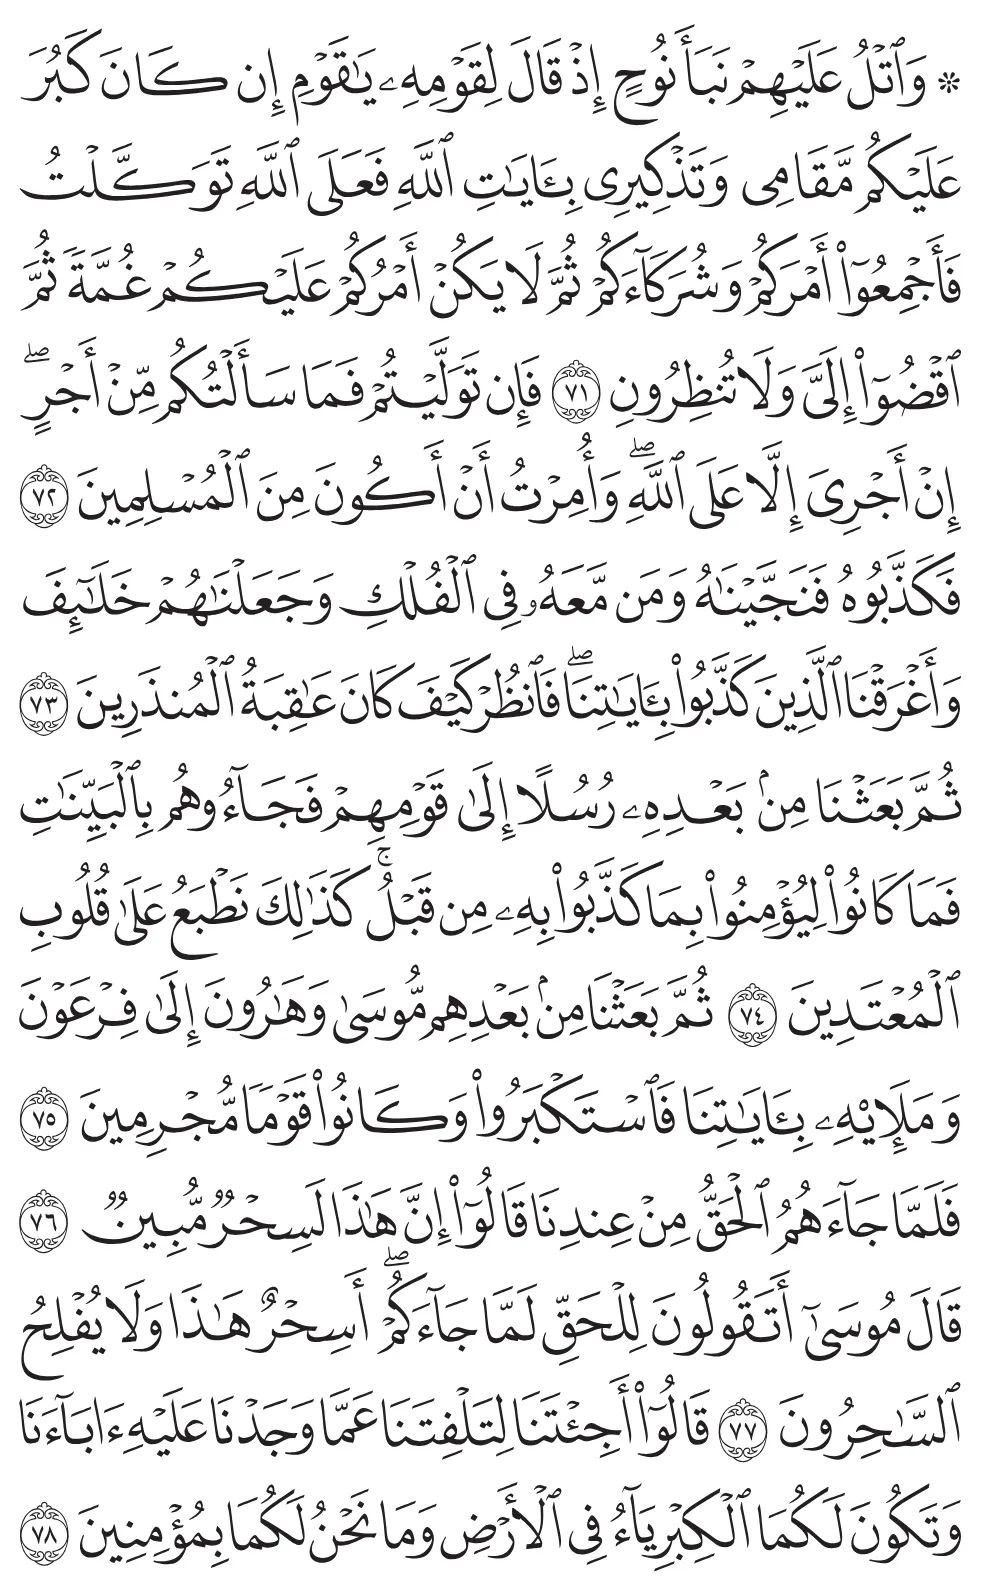 ۞ وَٱتۡلُ عَلَيۡهِمۡ نَبَأَ نُوحٍ إِذۡ قَالَ لِقَوۡمِهِۦ يَٰقَوۡمِ إِن كَانَ كَبُرَ
عَلَيۡكُم مَّقَامِي وَتَذۡكِيرِي بِـَٔايَٰتِ ٱللَّهِ فَعَلَى ٱللَّهِ تَوَكَّلۡتُ
فَأَجۡمِعُوٓاْ أَمۡرَكُمۡ وَشُرَكَآءَكُمۡ ثُمَّ لَا يَكُنۡ أَمۡرُكُمۡ عَلَيۡكُمۡ غُمَّةٗ ثُمَّ
ٱقۡضُوٓاْ إِلَيَّ وَلَا تُنظِرُونِ ٧١ فَإِن تَوَلَّيۡتُمۡ فَمَا سَأَلۡتُكُم مِّنۡ أَجۡرٍۖ
إِنۡ أَجۡرِيَ إِلَّا عَلَى ٱللَّهِۖ وَأُمِرۡتُ أَنۡ أَكُونَ مِنَ ٱلۡمُسۡلِمِينَ ٧٢
فَكَذَّبُوهُ فَنَجَّيۡنَٰهُ وَمَن مَّعَهُۥ فِي ٱلۡفُلۡكِ وَجَعَلۡنَٰهُمۡ خَلَٰٓئِفَ
وَأَغۡرَقۡنَا ٱلَّذِينَ كَذَّبُواْ بِـَٔايَٰتِنَاۖ فَٱنظُرۡ كَيۡفَ كَانَ عَٰقِبَةُ ٱلۡمُنذَرِينَ ٧٣
ثُمَّ بَعَثۡنَا مِنۢ بَعۡدِهِۦ رُسُلًا إِلَىٰ قَوۡمِهِمۡ فَجَآءُوهُم بِٱلۡبَيِّنَٰتِ
فَمَا كَانُواْ لِيُؤۡمِنُواْ بِمَا كَذَّبُواْ بِهِۦ مِن قَبۡلُۚ كَذَٰلِكَ نَطۡبَعُ عَلَىٰ قُلُوبِ
ٱلۡمُعۡتَدِينَ ٧٤ ثُمَّ بَعَثۡنَا مِنۢ بَعۡدِهِم مُّوسَىٰ وَهَٰرُونَ إِلَىٰ فِرۡعَوۡنَ
وَمَلَإِيْهِۦ بِـَٔايَٰتِنَا فَٱسۡتَكۡبَرُواْ وَكَانُواْ قَوۡمٗا مُّجۡرِمِينَ ٧٥
فَلَمَّا جَآءَهُمُ ٱلۡحَقُّ مِنۡ عِندِنَا قَالُوٓاْ إِنَّ هَٰذَا لَسِحۡرٞ مُّبِينٞ ٧٦
قَالَ مُوسَىٰٓ أَتَقُولُونَ لِلۡحَقِّ لَمَّا جَآءَكُمۡۖ أَسِحۡرٌ هَٰذَا وَلَا يُفۡلِحُ
ٱلسَّٰحِرُونَ ٧٧ قَالُوٓاْ أَجِئۡتَنَا لِتَلۡفِتَنَا عَمَّا وَجَدۡنَا عَلَيۡهِ ءَابَآءَنَا
وَتَكُونَ لَكُمَا ٱلۡكِبۡرِيَآءُ فِي ٱلۡأَرۡضِ وَمَا نَحۡنُ لَكُمَا بِمُؤۡمِنِينَ ٧٨